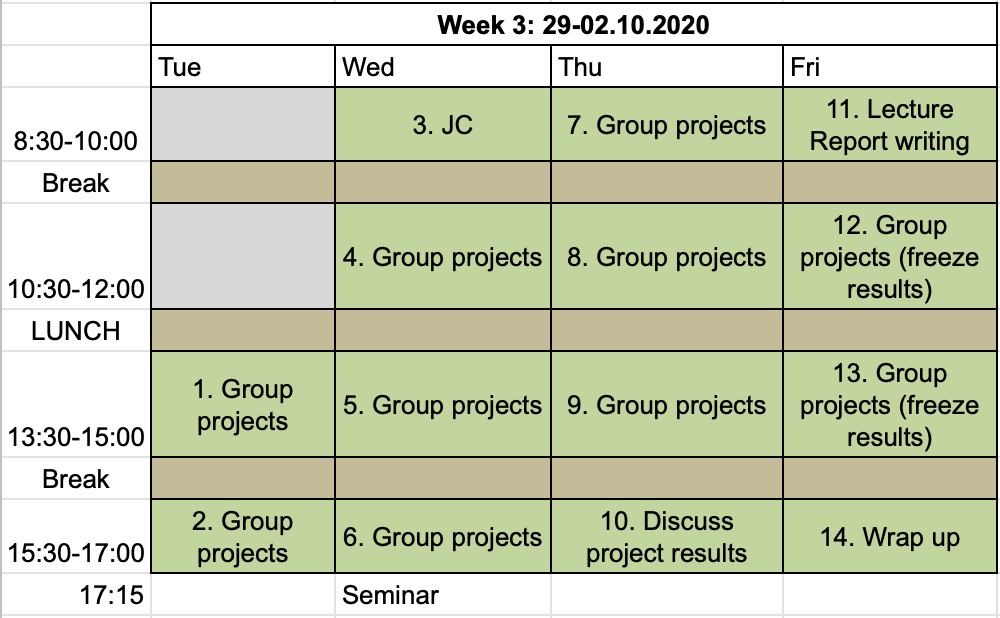 Week 3: 29-02.10.2020
Tue Wed Thu Fri
8:30-10:00 3. JC 7. Group projects 11. Lecture
Report writing
Break
10:30-12:00 4. Group projects 8. Group projects 12. Group
projects (freeze
results)
LUNCH
13:30-15:00 1. Group
projects 5. Group projects 9. Group projects 13. Group
projects (freeze
results)
Break
15:30-17:00 2. Group
projects 6. Group projects 10. Discuss
project results 14. Wrap up
17:15 Seminar